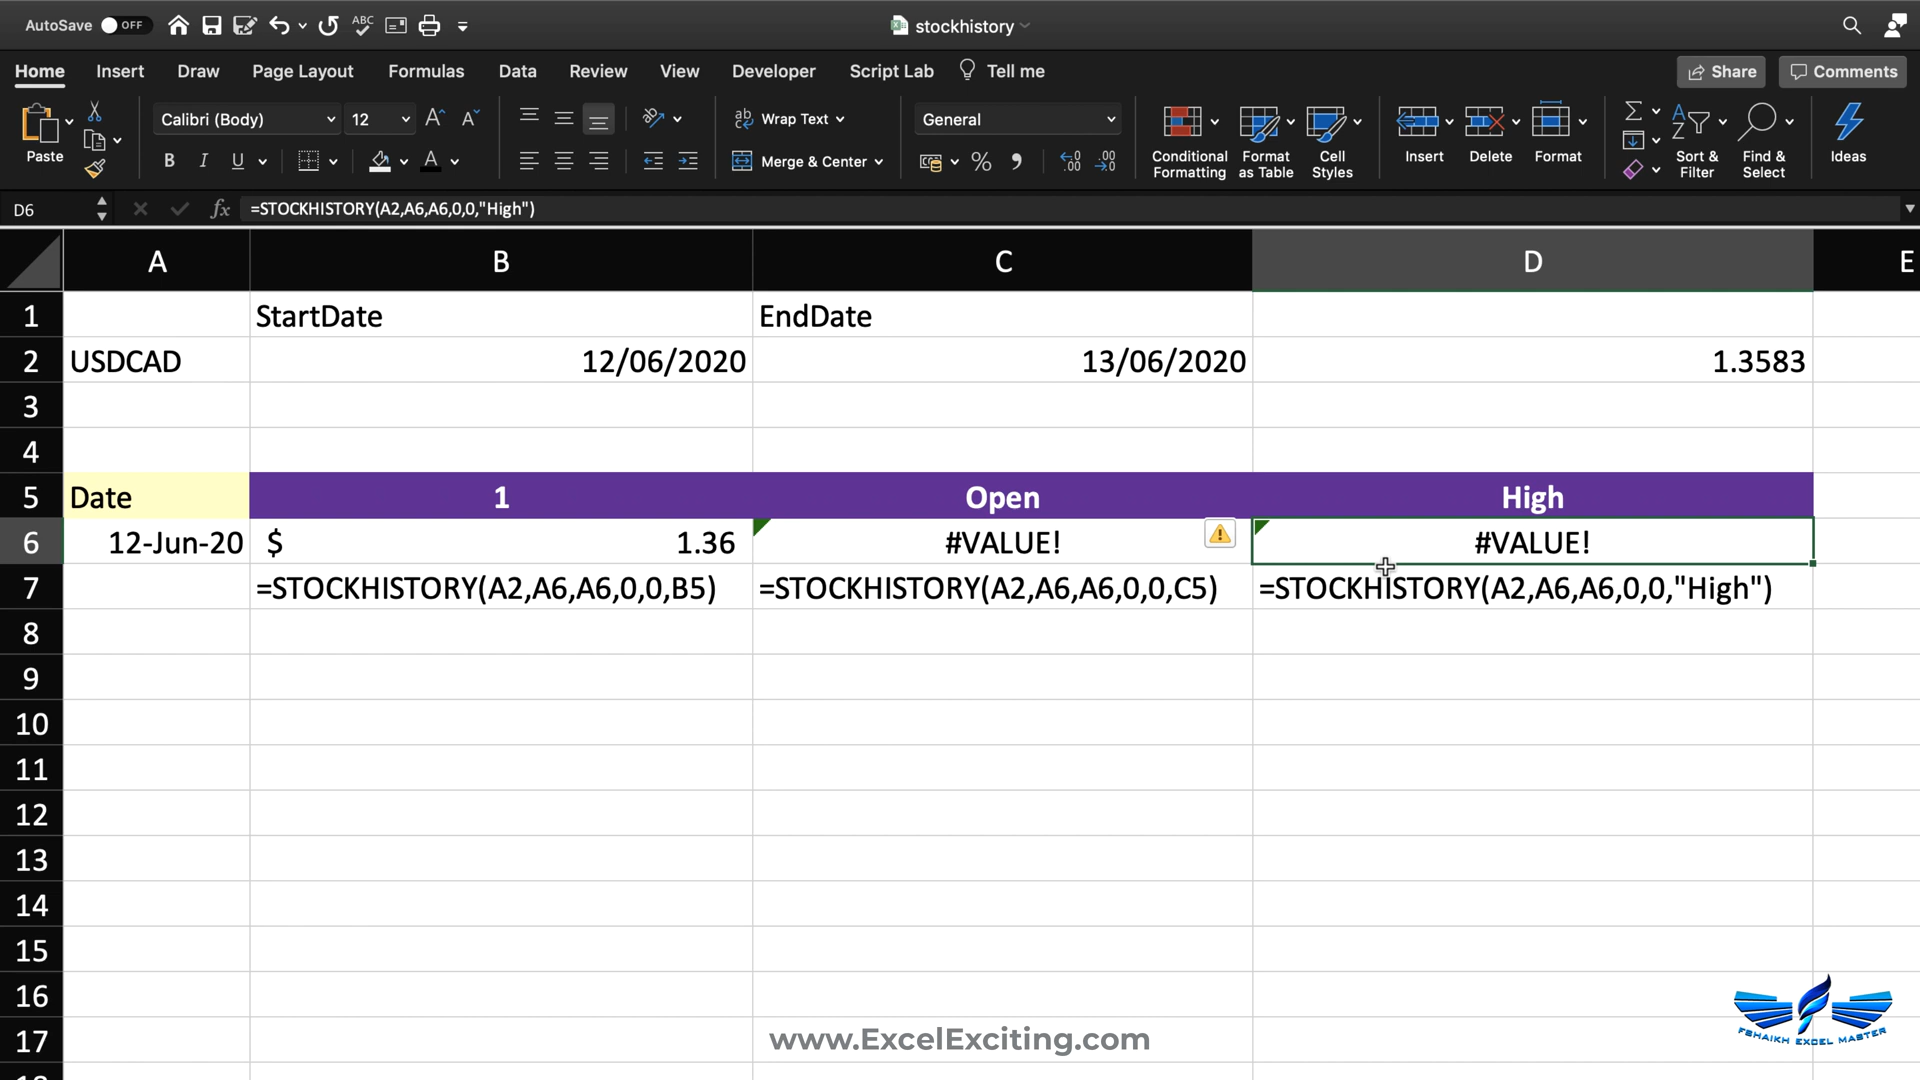 AutoSave OFF ABC stockhistory
Home Insert Draw Page Layout Formulas Data Review View Developer Script Lab Tell me Share Comments
Paste Calibri (Body) 12 A A Wrap Text General Conditional Formatting Format as Table Cell Styles Insert Delete Format Sort & Filter Find & Select Ideas
B I U A Merge & Center % .00
D6 fx =STOCKHISTORY(A2,A6,A6,0,0,"High")
A B C D E
1 StartDate EndDate
2 USDCAD 12/06/2020 13/06/2020 1.3583
3
4
5 Date 1 Open High
6 12-Jun-20 $ 1.36 #VALUE! #VALUE!
7 =STOCKHISTORY(A2,A6,A6,0,0,B5) =STOCKHISTORY(A2,A6,A6,0,0,C5) =STOCKHISTORY(A2,A6,A6,0,0,"High")
8
9
10
11
12
13
14
15
16
17 www.ExcelExciting.com
FSHAIKH EXCEL MASTER